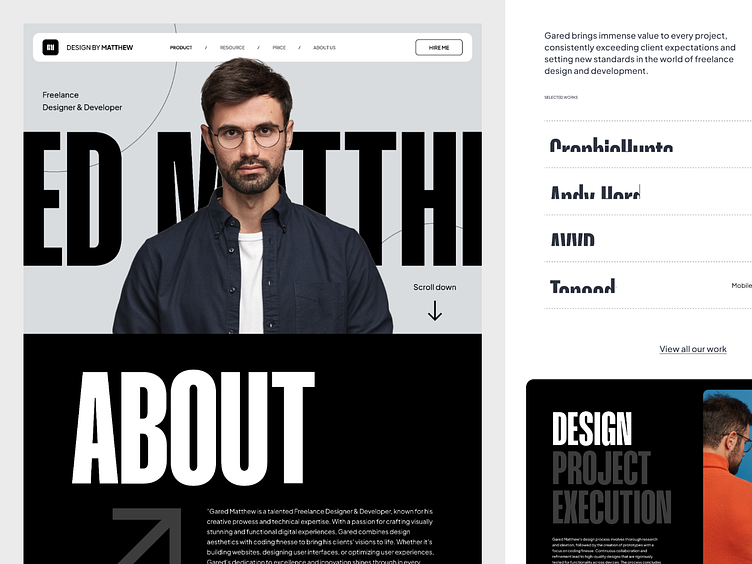 DESIGN BY MATTHEW
PRODUCT / RESOURCE / PRICE / ABOUT US
HIRE ME
Freelance
Designer & Developer
ED MATTH
Scroll down
ABOUT
"Gared Matthew is a talented Freelance Designer & Developer, known for his
creative prowess and technical expertise. With a passion for crafting visually
stunning and functional digital experiences, Gared combines design
aesthetics with coding finesse to bring his clients' visions to life. Whether it's
building websites, designing user interfaces, or optimizing user experiences,
Gared's dedication to excellence and innovation shines through in every
Gared brings immense value to every project,
consistently exceeding client expectations and
setting new standards in the world of freelance
design and development.
SELECTED WORKS
Mobile
View all our work
DESIGN
PROJECT
EXECUTION
Gared Matthew's design process involves thorough research
and ideation, followed by the creation of prototypes with a
focus on coding finesse. Continuous collaboration and
refinement lead to high-quality designs that are rigorously
tested for functionality across devices. The process concludes